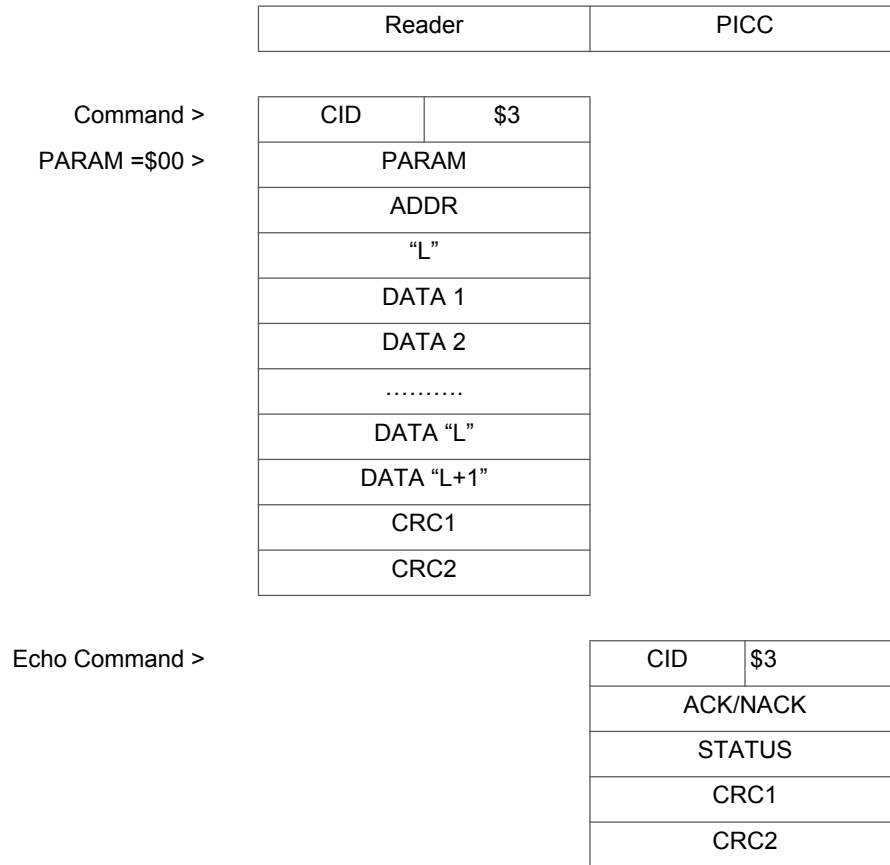 Reader PICC
Command > CID $3
PARAM =$00 > PARAM
ADDR
“L”
DATA 1
DATA 2
……….
DATA “L”
DATA “L+1”
CRC1
CRC2
Echo Command > CID $3
ACK/NACK
STATUS
CRC1
CRC2